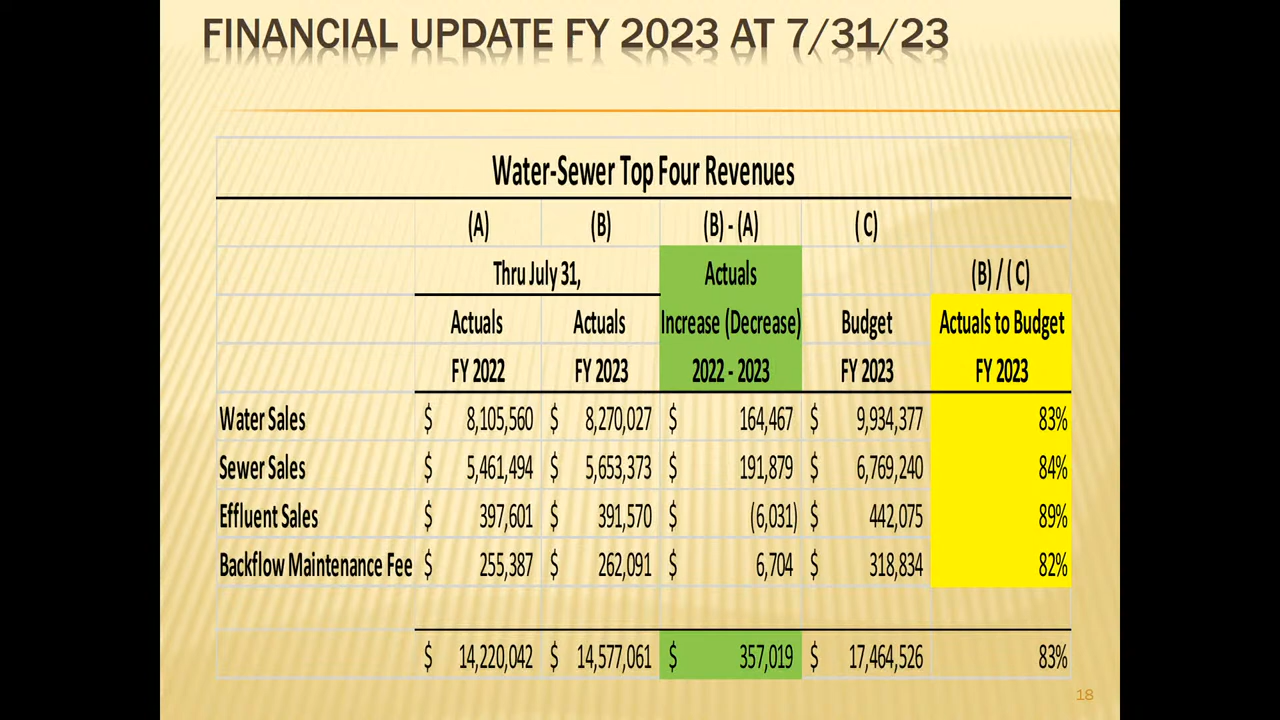 FINANCIAL UPDATE FY 2023 AT 7/31/23
Water-Sewer Top Four Revenues
(A) (B) (B) - (A) ( C)
Thru July 31, Actuals (B) / ( C)
Actuals Actuals Increase (Decrease) Budget Actuals to Budget
FY 2022 FY 2023 2022 - 2023 FY 2023 FY 2023
Water Sales $ 8,105,560 $ 8,270,027 $ 164,467 $ 9,934,377 83%
Sewer Sales $ 5,461,494 $ 5,653,373 $ 191,879 $ 6,769,240 84%
Effluent Sales $ 397,601 $ 391,570 $ (6,031) $ 442,075 89%
Backflow Maintenance Fee $ 255,387 $ 262,091 $ 6,704 $ 318,834 82%
$ 14,220,042 $ 14,577,061 $ 357,019 $ 17,464,526 83%
18